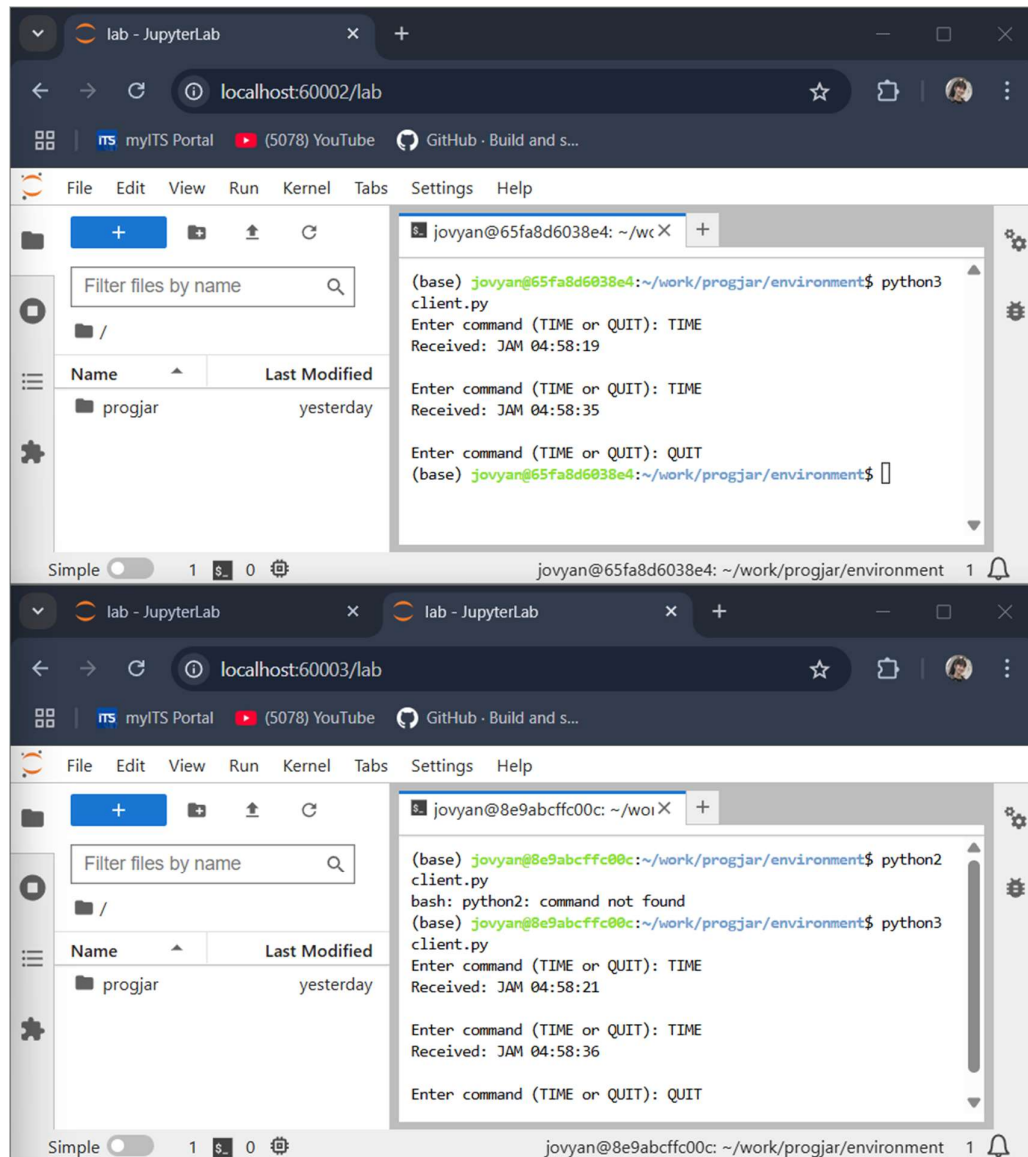 lab - JupyterLab
localhost:60002/lab
ITS myITS Portal (5078) YouTube GitHub · Build and s...
File Edit View Run Kernel Tabs Settings Help
jovyan@65fa8d6038e4: ~/wc
Filter files by name
/
Name Last Modified
progjar yesterday
(base) jovyan@65fa8d6038e4:~/work/progjar/environment$ python3
client.py
Enter command (TIME or QUIT): TIME
Received: JAM 04:58:19
Enter command (TIME or QUIT): TIME
Received: JAM 04:58:35
Enter command (TIME or QUIT): QUIT
(base) jovyan@65fa8d6038e4:~/work/progjar/environment$
Simple 1 $_ 0 jovyan@65fa8d6038e4: ~/work/progjar/environment 1
lab - JupyterLab lab - JupyterLab
localhost:60003/lab
ITS myITS Portal (5078) YouTube GitHub · Build and s...
File Edit View Run Kernel Tabs Settings Help
jovyan@8e9abcffc00c: ~/wor
Filter files by name
/
Name Last Modified
progjar yesterday
(base) jovyan@8e9abcffc00c:~/work/progjar/environment$ python2
client.py
bash: python2: command not found
(base) jovyan@8e9abcffc00c:~/work/progjar/environment$ python3
client.py
Enter command (TIME or QUIT): TIME
Received: JAM 04:58:21
Enter command (TIME or QUIT): TIME
Received: JAM 04:58:36
Enter command (TIME or QUIT): QUIT
Simple 1 $_ 0 jovyan@8e9abcffc00c: ~/work/progjar/environment 1